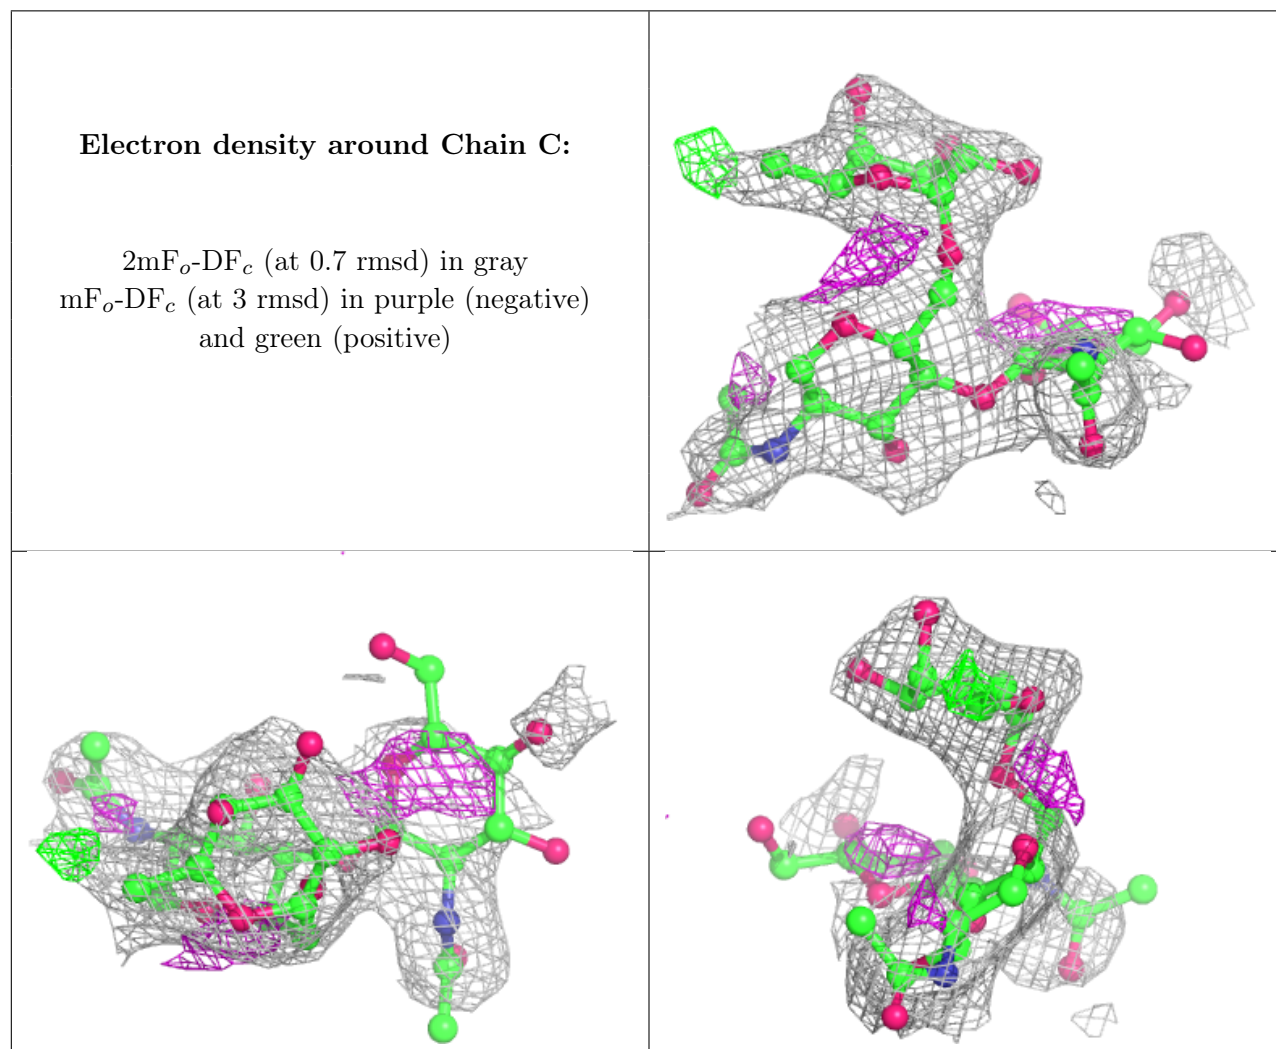 Electron density around Chain C:
2mFo-DFc (at 0.7 rmsd) in gray
mFo-DFc (at 3 rmsd) in purple (negative)
and green (positive)